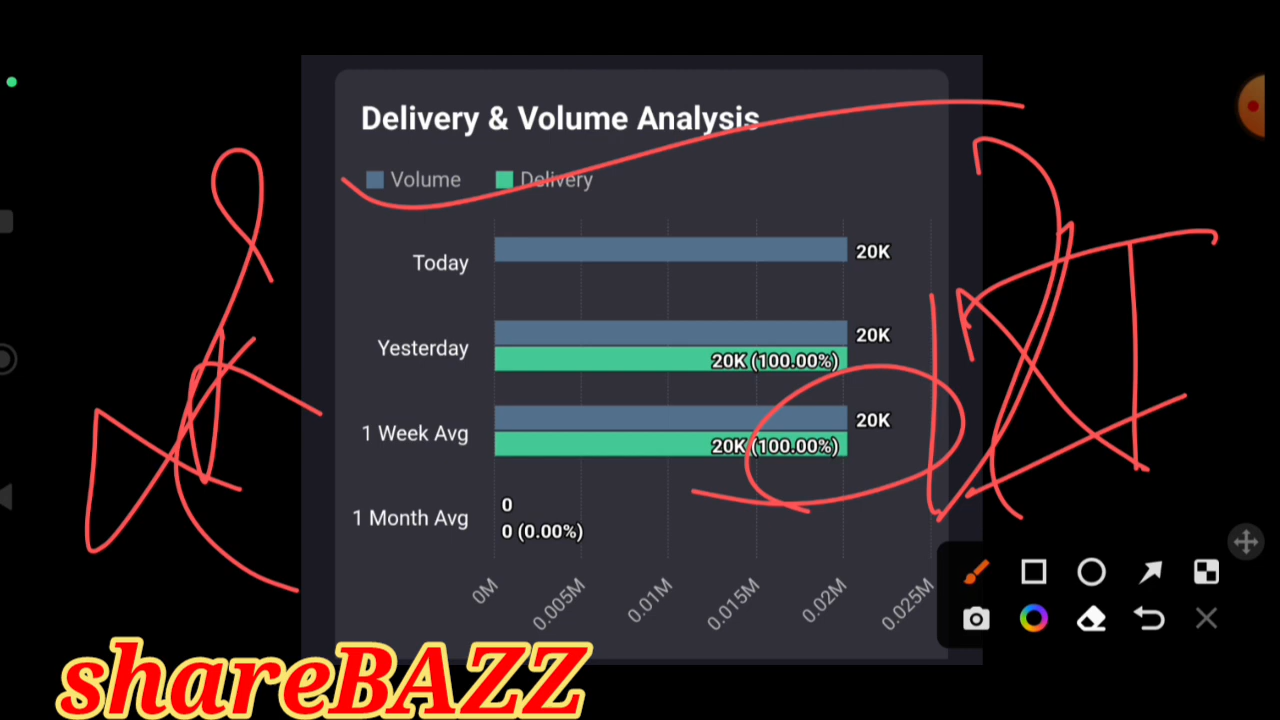 Delivery & Volume Analysis
Volume Delivery
Today 20K
Yesterday 20K
20K (100.00%)
1 Week Avg 20K
20K (100.00%)
1 Month Avg 0
0 (0.00%)
0M 0.005M 0.01M 0.015M 0.02M 0.025M
shareBAZZ